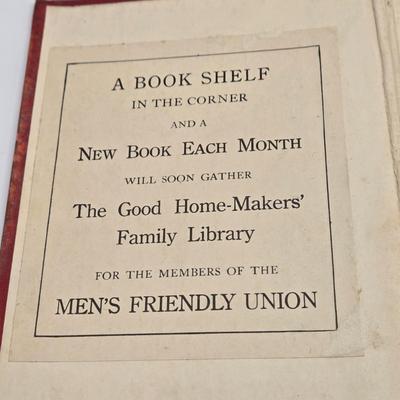 A BOOK SHELF
IN THE CORNER
AND A
NEW BOOK EACH MONTH
WILL SOON GATHER
The Good Home-Makers'
Family Library
FOR THE MEMBERS OF THE
MEN'S FRIENDLY UNION